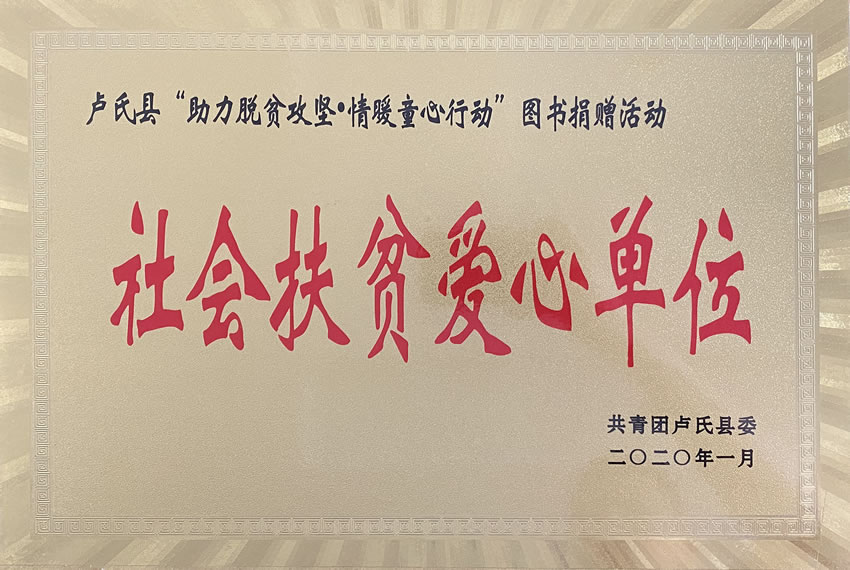 卢氏县“助力脱贫攻坚•情暖童心行动”图书捐赠活动
社会扶贫爱心单位
共青团卢氏县委
二〇二〇年一月